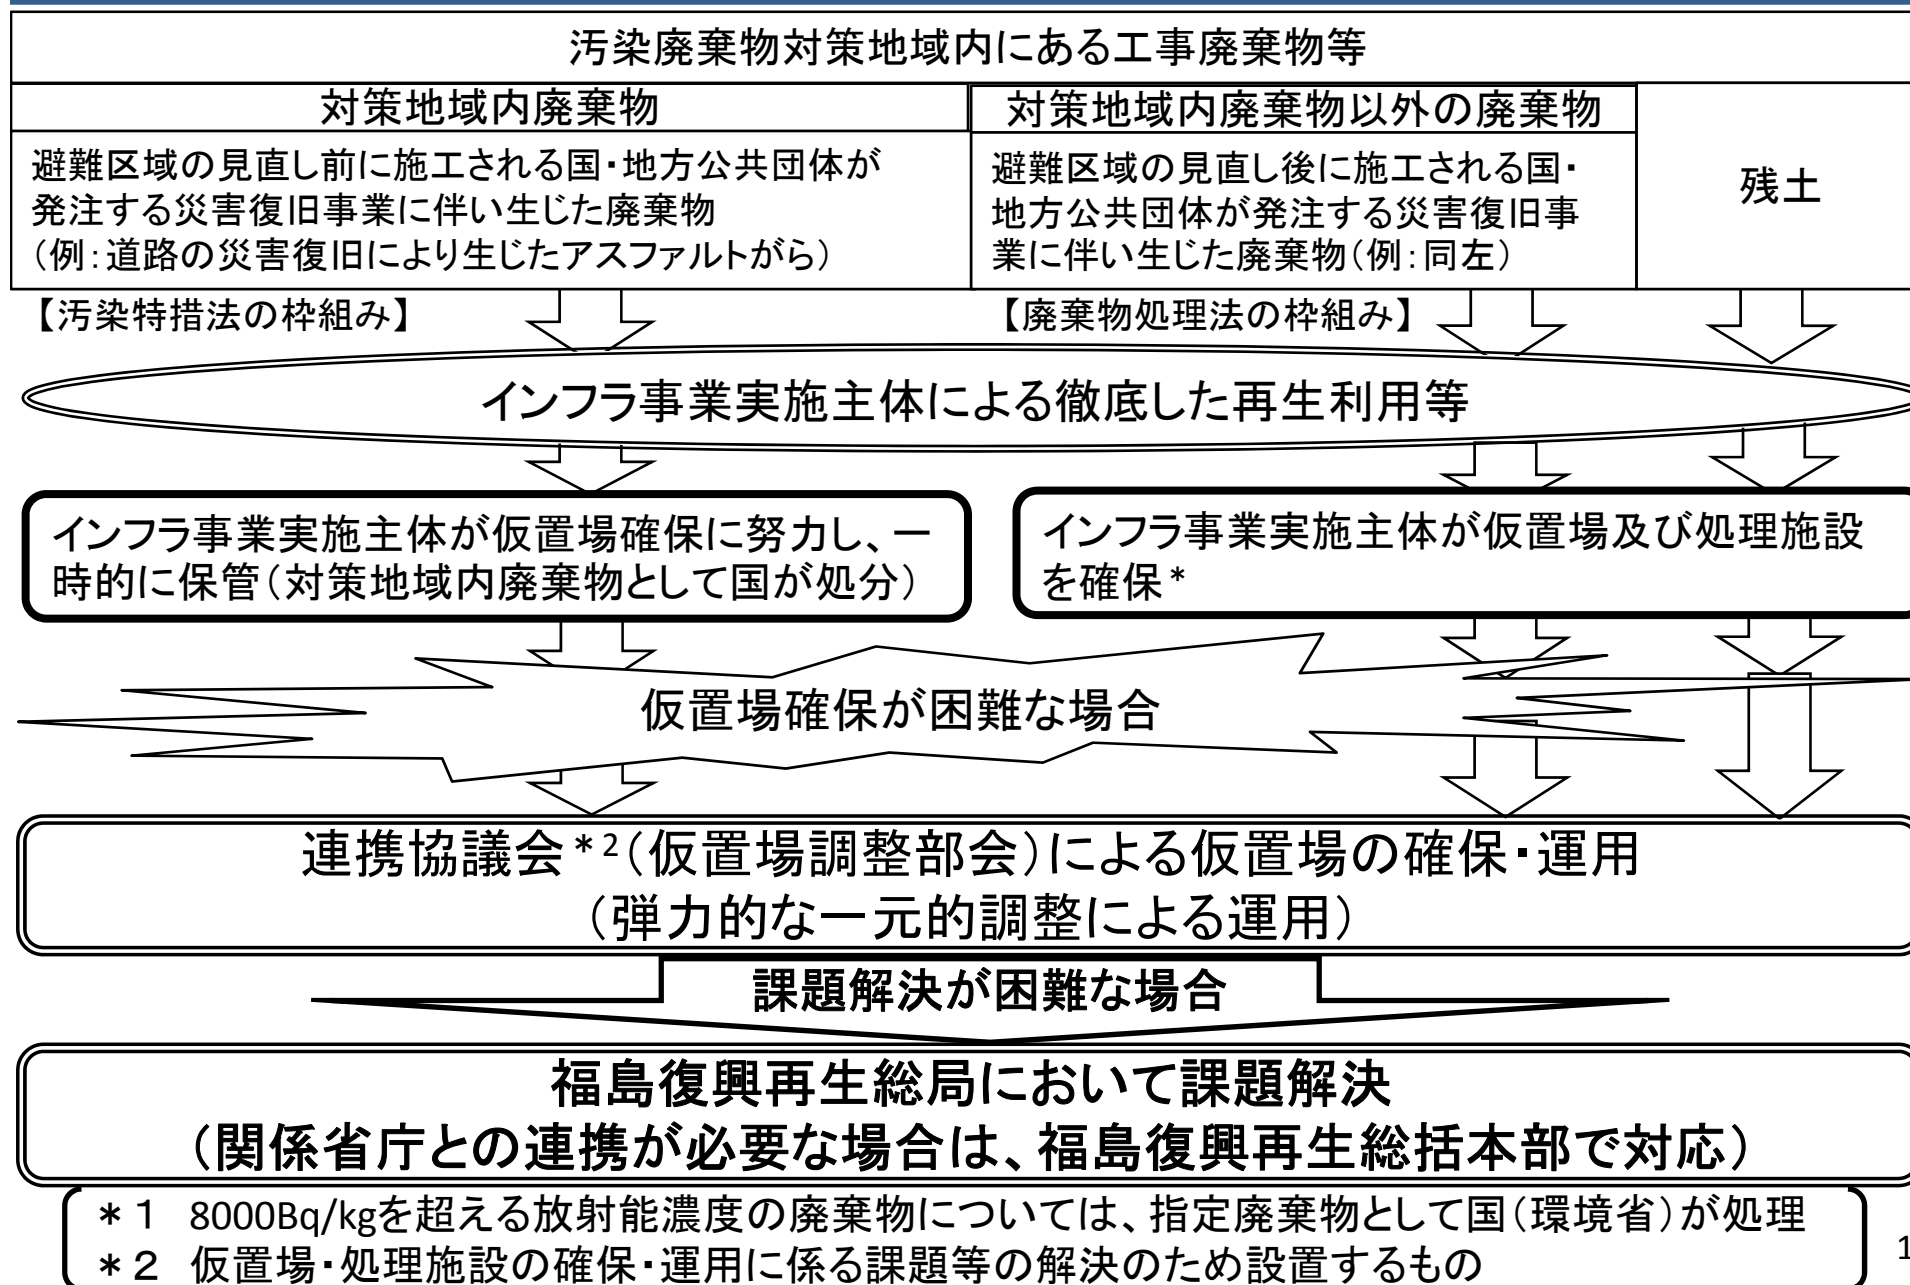 汚染廃棄物対策地域内にある工事廃棄物等
対策地域内廃棄物
避難区域の見直し前に施工される国・地方公共団体が
発注する災害復旧事業に伴い生じた廃棄物
（例：道路の災害復旧により生じたアスファルトがら）
対策地域内廃棄物以外の廃棄物
避難区域の見直し後に施工される国・
地方公共団体が発注する災害復旧事
業に伴い生じた廃棄物（例：同左）
残土
【汚染特措法の枠組み】
【廃棄物処理法の枠組み】
インフラ事業実施主体による徹底した再生利用等
インフラ事業実施主体が仮置場確保に努力し、一
時的に保管（対策地域内廃棄物として国が処分）
インフラ事業実施主体が仮置場及び処理施設
を確保*
仮置場確保が困難な場合
連携協議会*2（仮置場調整部会）による仮置場の確保・運用
（弾力的な一元的調整による運用）
課題解決が困難な場合
福島復興再生総局において課題解決
（関係省庁との連携が必要な場合は、福島復興再生総括本部で対応）
＊１ 8000Bq/kgを超える放射能濃度の廃棄物については、指定廃棄物として国（環境省）が処理
＊２ 仮置場・処理施設の確保・運用に係る課題等の解決のため設置するもの
1